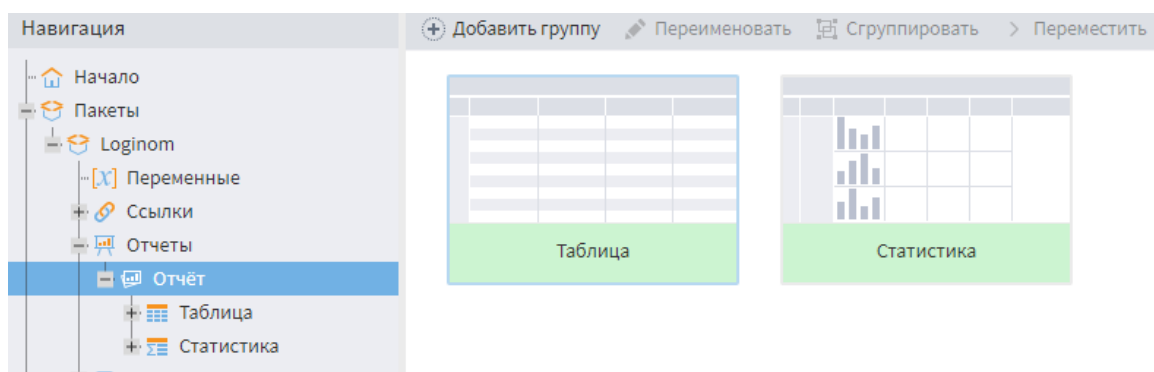 Навигация
Добавить группу Переименовать Сгруппировать Переместить
Начало
Пакеты
Loginom
[X] Переменные
Ссылки
Отчеты
Отчёт
Таблица
Статистика
Таблица
Статистика